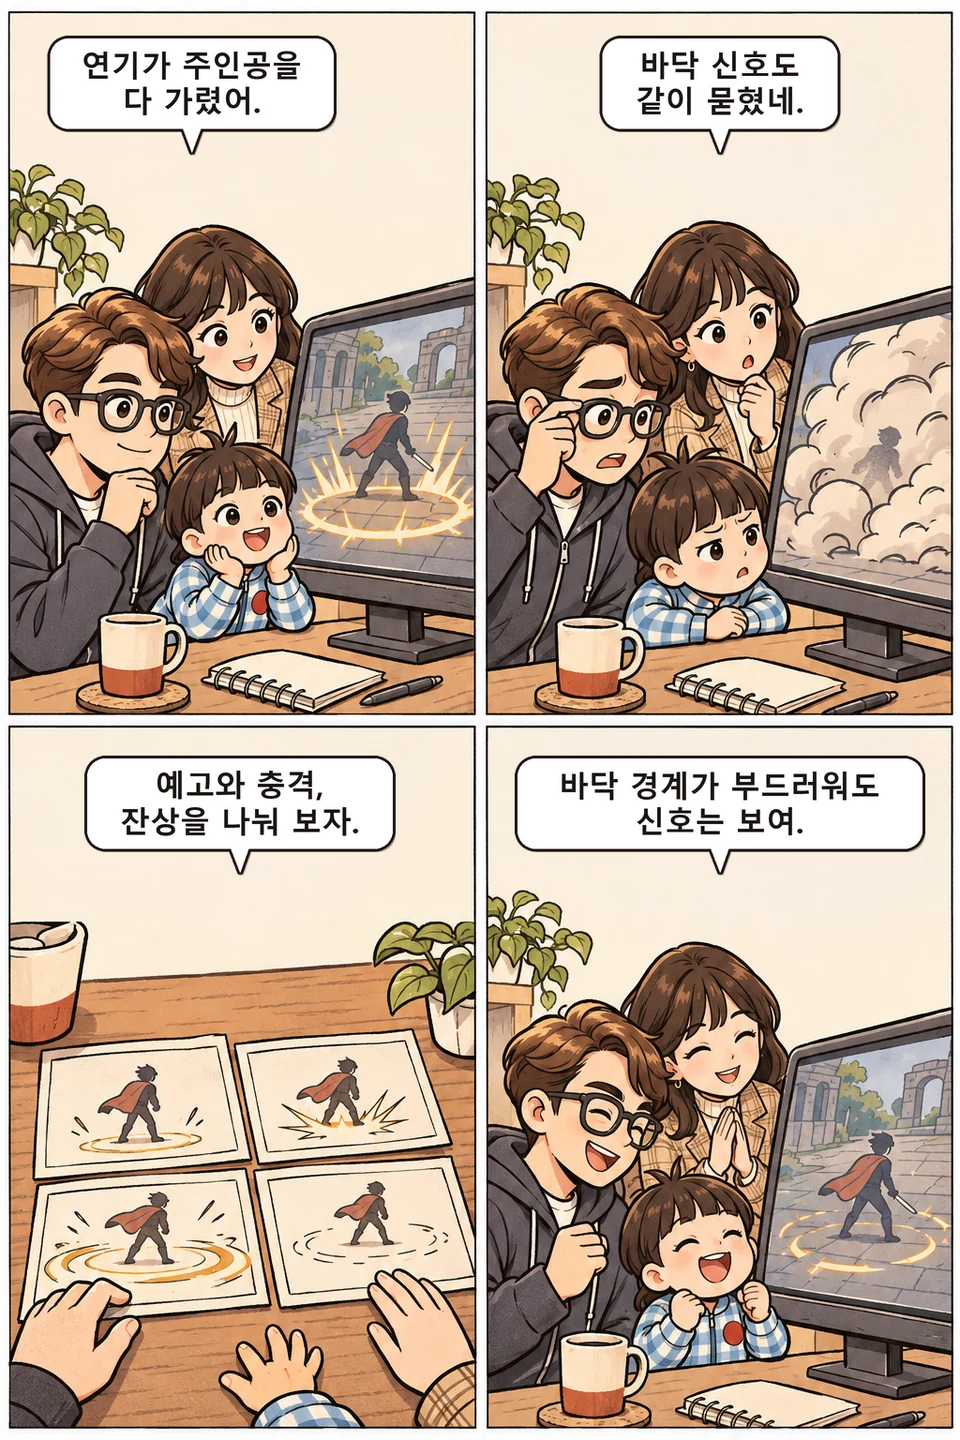 연기가 주인공을
다 가렸어.
바닥 신호도
같이 묻혔네.
예고와 충격,
잔상을 나눠 보자.
바닥 경계가 부드러워도
신호는 보여.